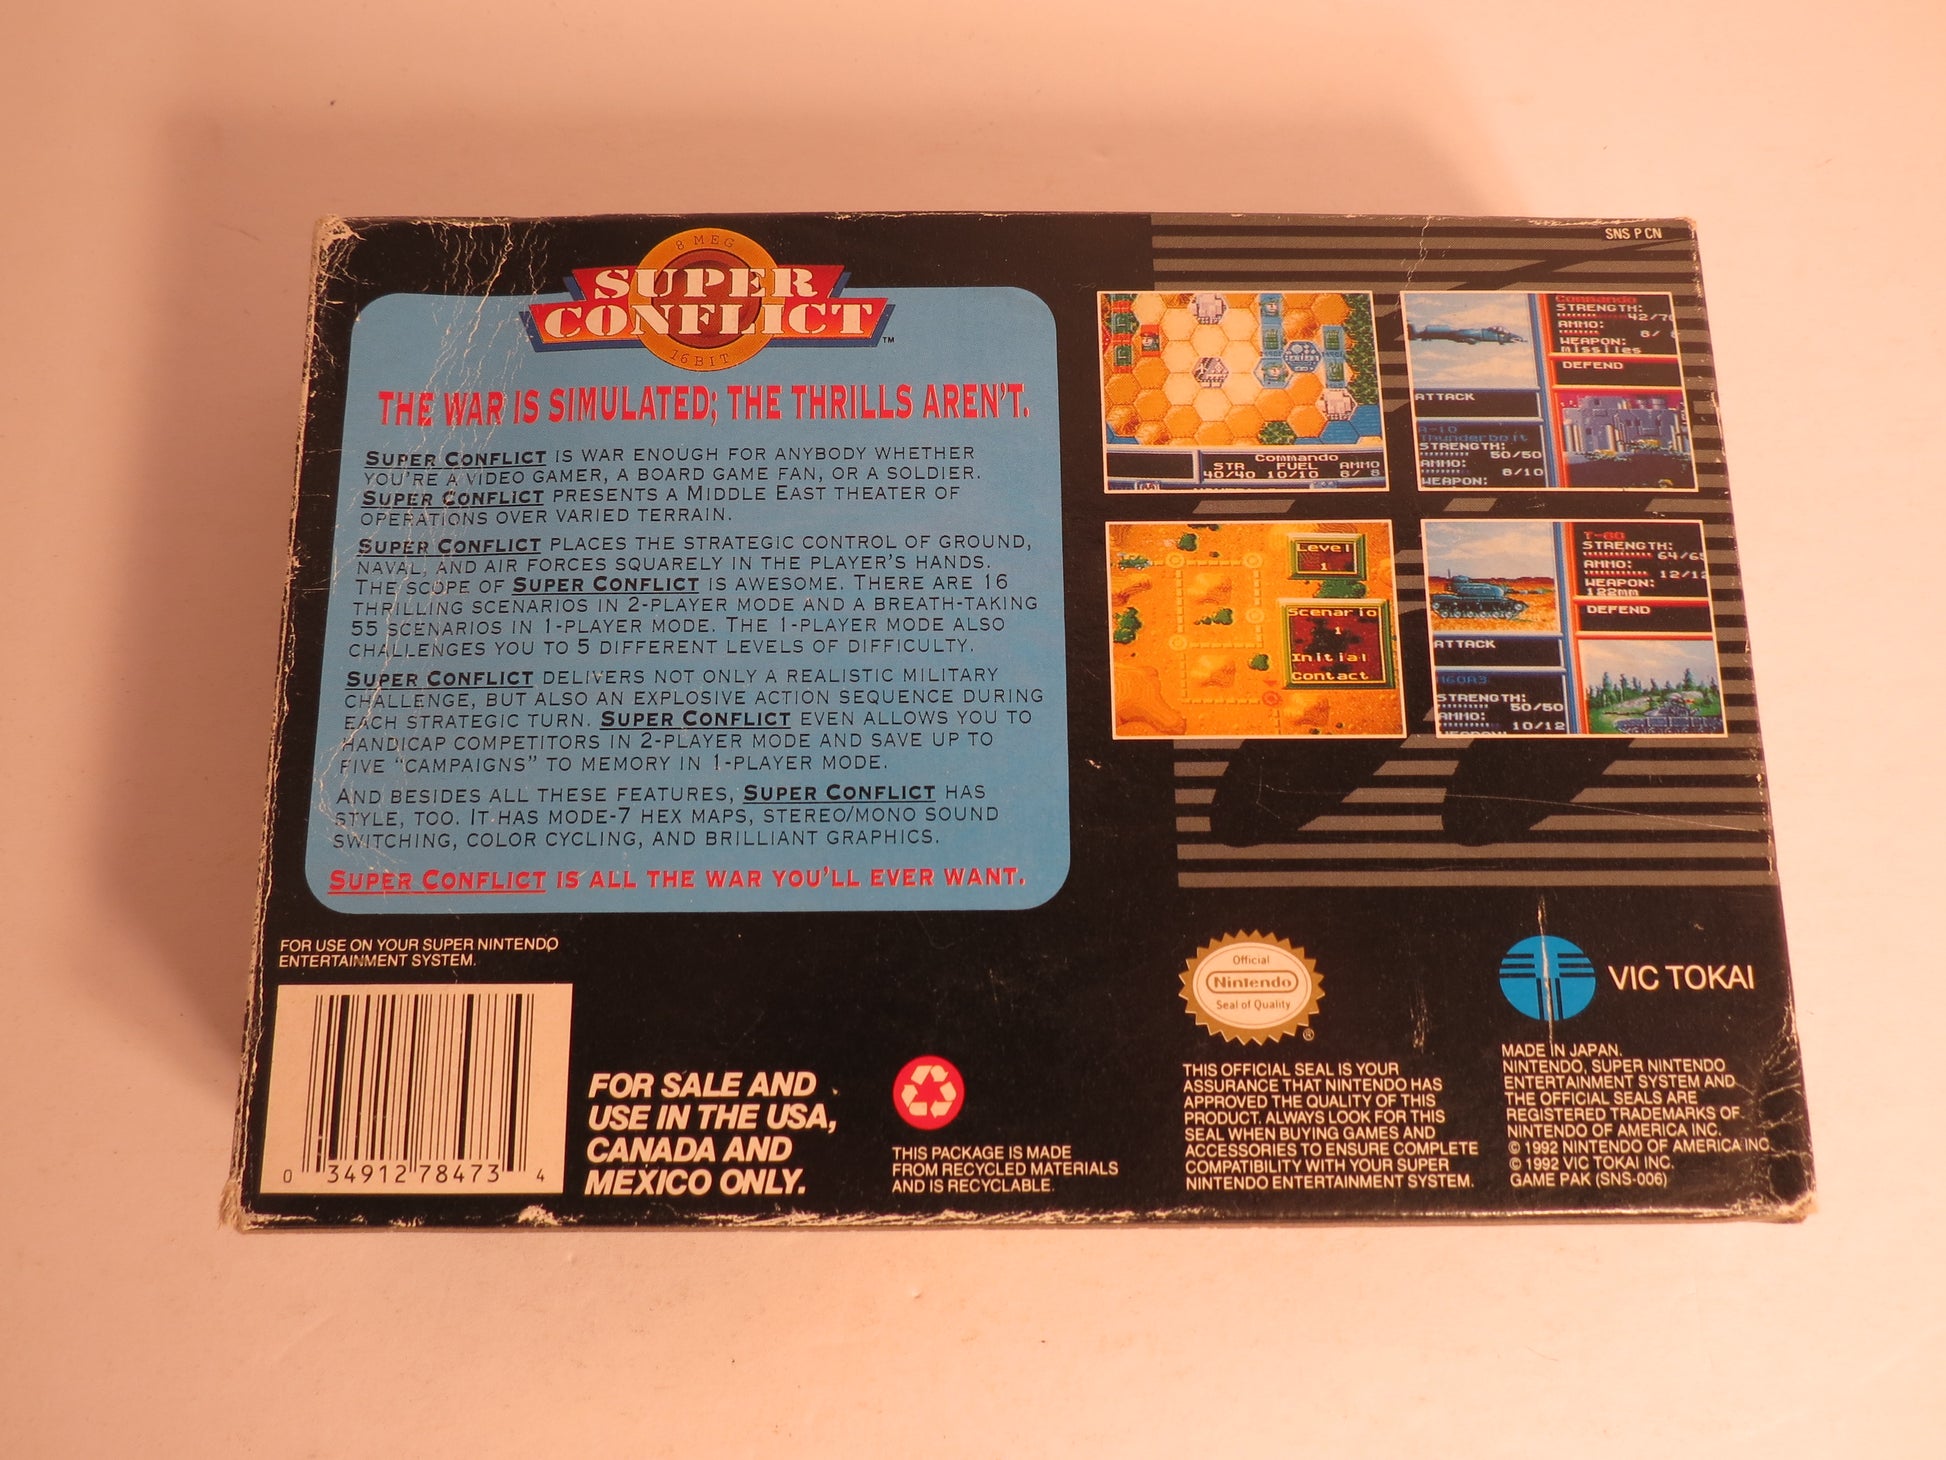 SNS P CN
8 MEG
SUPER
CONFLICT™
16 BIT
THE WAR IS SIMULATED; THE THRILLS AREN'T.
SUPER CONFLICT IS WAR ENOUGH FOR ANYBODY WHETHER
YOU'RE A VIDEO GAMER, A BOARD GAME FAN, OR A SOLDIER.
SUPER CONFLICT PRESENTS A MIDDLE EAST THEATER OF
OPERATIONS OVER VARIED TERRAIN.
SUPER CONFLICT PLACES THE STRATEGIC CONTROL OF GROUND,
NAVAL, AND AIR FORCES SQUARELY IN THE PLAYER'S HANDS.
THE SCOPE OF SUPER CONFLICT IS AWESOME. THERE ARE 16
THRILLING SCENARIOS IN 2-PLAYER MODE AND A BREATH-TAKING
55 SCENARIOS IN 1-PLAYER MODE. THE 1-PLAYER MODE ALSO
CHALLENGES YOU TO 5 DIFFERENT LEVELS OF DIFFICULTY.
SUPER CONFLICT DELIVERS NOT ONLY A REALISTIC MILITARY
CHALLENGE, BUT ALSO AN EXPLOSIVE ACTION SEQUENCE DURING
EACH STRATEGIC TURN. SUPER CONFLICT EVEN ALLOWS YOU TO
HANDICAP COMPETITORS IN 2-PLAYER MODE AND SAVE UP TO
FIVE "CAMPAIGNS" TO MEMORY IN 1-PLAYER MODE.
AND BESIDES ALL THESE FEATURES, SUPER CONFLICT HAS
STYLE, TOO. IT HAS MODE-7 HEX MAPS, STEREO/MONO SOUND
SWITCHING, COLOR CYCLING, AND BRILLIANT GRAPHICS.
SUPER CONFLICT IS ALL THE WAR YOU'LL EVER WANT.
Commando
STR FUEL AMMO
40/40 10/10 8/ 8
Commando
STRENGTH:
42/70
AMMO:
8/ 8
WEAPON:
missiles
DEFEND
ATTACK
A-10
Thunderbolt
STRENGTH:
50/50
AMMO:
8/10
WEAPON:
Level
1
Scenario
1
Initial
Contact
T-80
STRENGTH:
64/65
AMMO:
12/12
WEAPON:
122mm
DEFEND
ATTACK
M60A3
STRENGTH:
50/50
AMMO:
10/12
WEAPON:
FOR USE ON YOUR SUPER NINTENDO
ENTERTAINMENT SYSTEM.
0 34912 78473 4
FOR SALE AND
USE IN THE USA,
CANADA AND
MEXICO ONLY.
THIS PACKAGE IS MADE
FROM RECYCLED MATERIALS
AND IS RECYCLABLE.
Official
Nintendo
Seal of Quality
®
THIS OFFICIAL SEAL IS YOUR
ASSURANCE THAT NINTENDO HAS
APPROVED THE QUALITY OF THIS
PRODUCT. ALWAYS LOOK FOR THIS
SEAL WHEN BUYING GAMES AND
ACCESSORIES TO ENSURE COMPLETE
COMPATIBILITY WITH YOUR SUPER
NINTENDO ENTERTAINMENT SYSTEM.
VIC TOKAI
MADE IN JAPAN.
NINTENDO, SUPER NINTENDO
ENTERTAINMENT SYSTEM AND
THE OFFICIAL SEALS ARE
REGISTERED TRADEMARKS OF
NINTENDO OF AMERICA INC.
© 1992 NINTENDO OF AMERICA INC.
© 1992 VIC TOKAI INC.
GAME PAK (SNS-006)